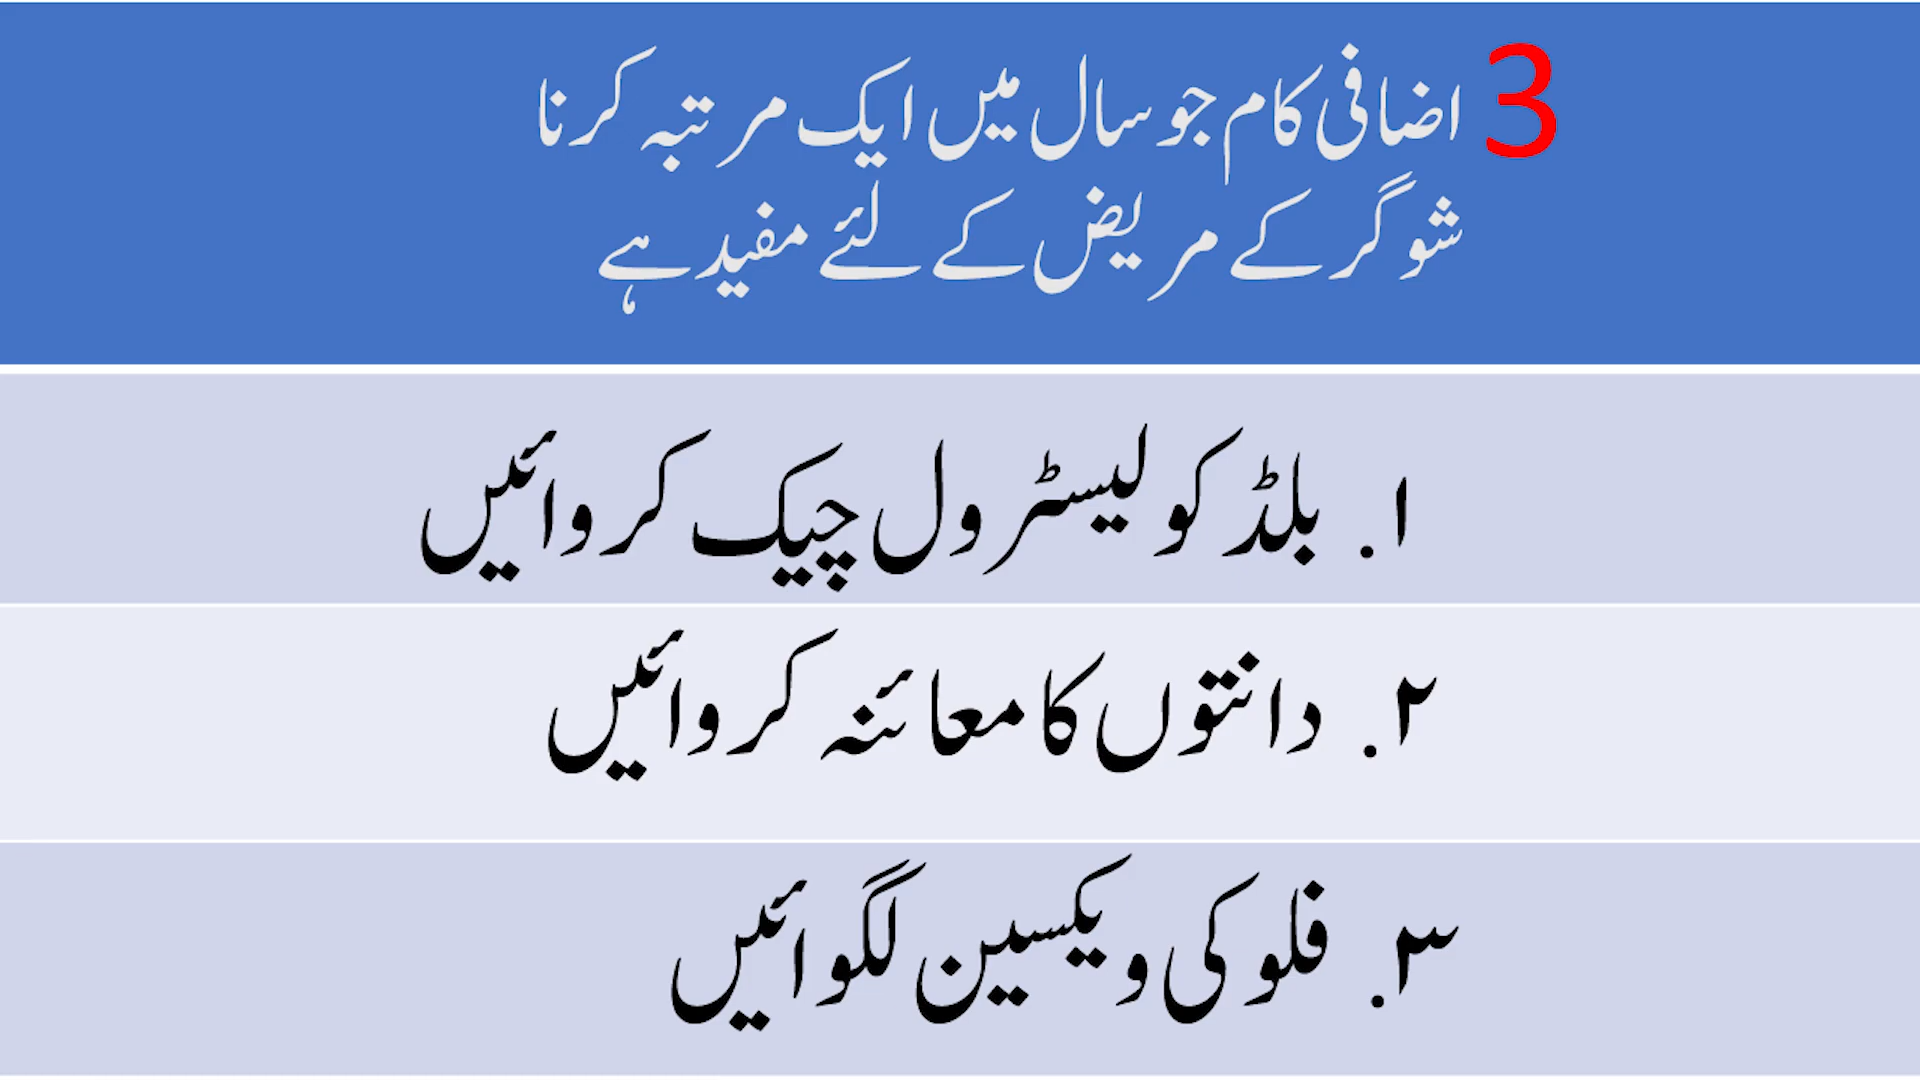 3 اضافی کام جو سال میں ایک مرتبہ کرنا
شوگر کے مریض کے لئے مفید ہے
۱. بلڈ کولیسٹرول چیک کروائیں
۲. دانتوں کا معائنہ کروائیں
۳. فلو کی ویکسین لگوائیں